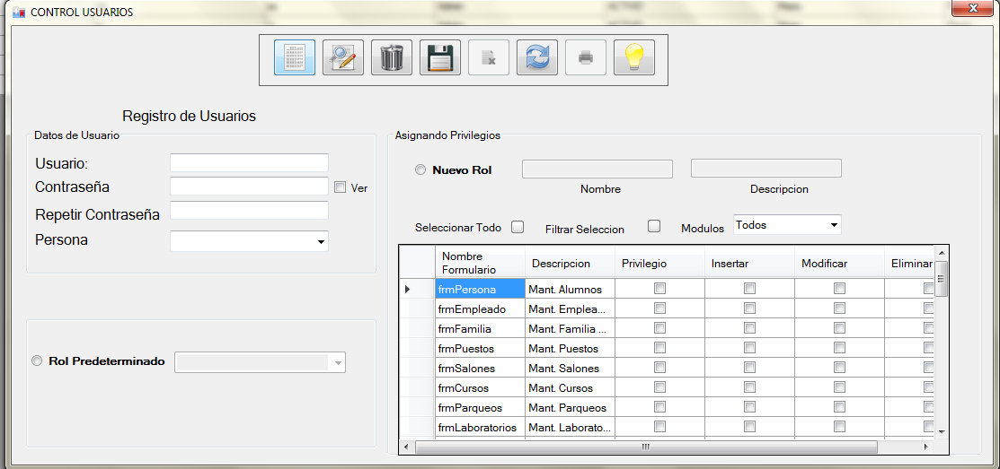 CONTROL USUARIOS
Registro de Usuarios
Datos de Usuario
Usuario:
Contraseña
Ver
Repetir Contraseña
Persona
Rol Predeterminado
Asignando Privilegios
Nuevo Rol
Nombre
Descripcion
Seleccionar Todo
Filtrar Seleccion
Modulos
Todos
Nombre Formulario Descripcion Privilegio Insertar Modificar Eliminar
frmPersona Mant. Alumnos
frmEmpleado Mant. Emplea...
frmFamilia Mant. Familia ...
frmPuestos Mant. Puestos
frmSalones Mant. Salones
frmCursos Mant. Cursos
frmParqueos Mant. Parqueos
frmLaboratorios Mant. Laborato...